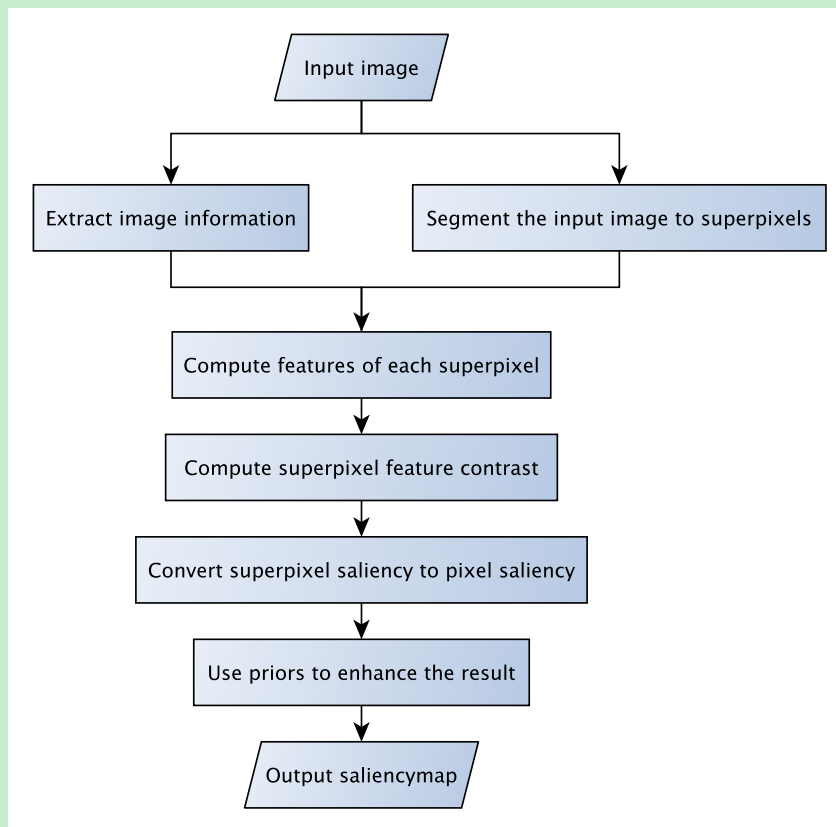 Input image
Extract image information
Segment the input image to superpixels
Compute features of each superpixel
Compute superpixel feature contrast
Convert superpixel saliency to pixel saliency
Use priors to enhance the result
Output saliencymap